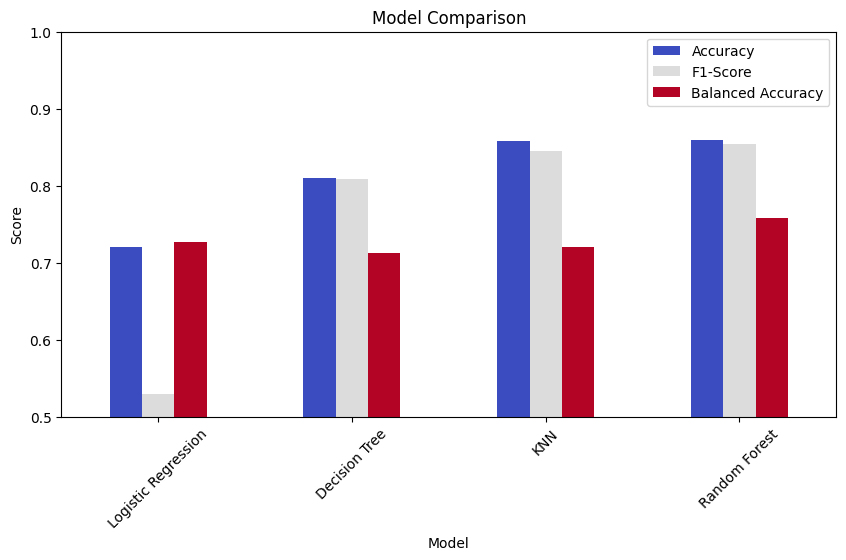 Model Comparison
Accuracy
F1-Score
Balanced Accuracy
1.0
0.9
0.8
0.7
0.6
0.5
Score
Logistic Regression
Decision Tree
KNN
Random Forest
Model